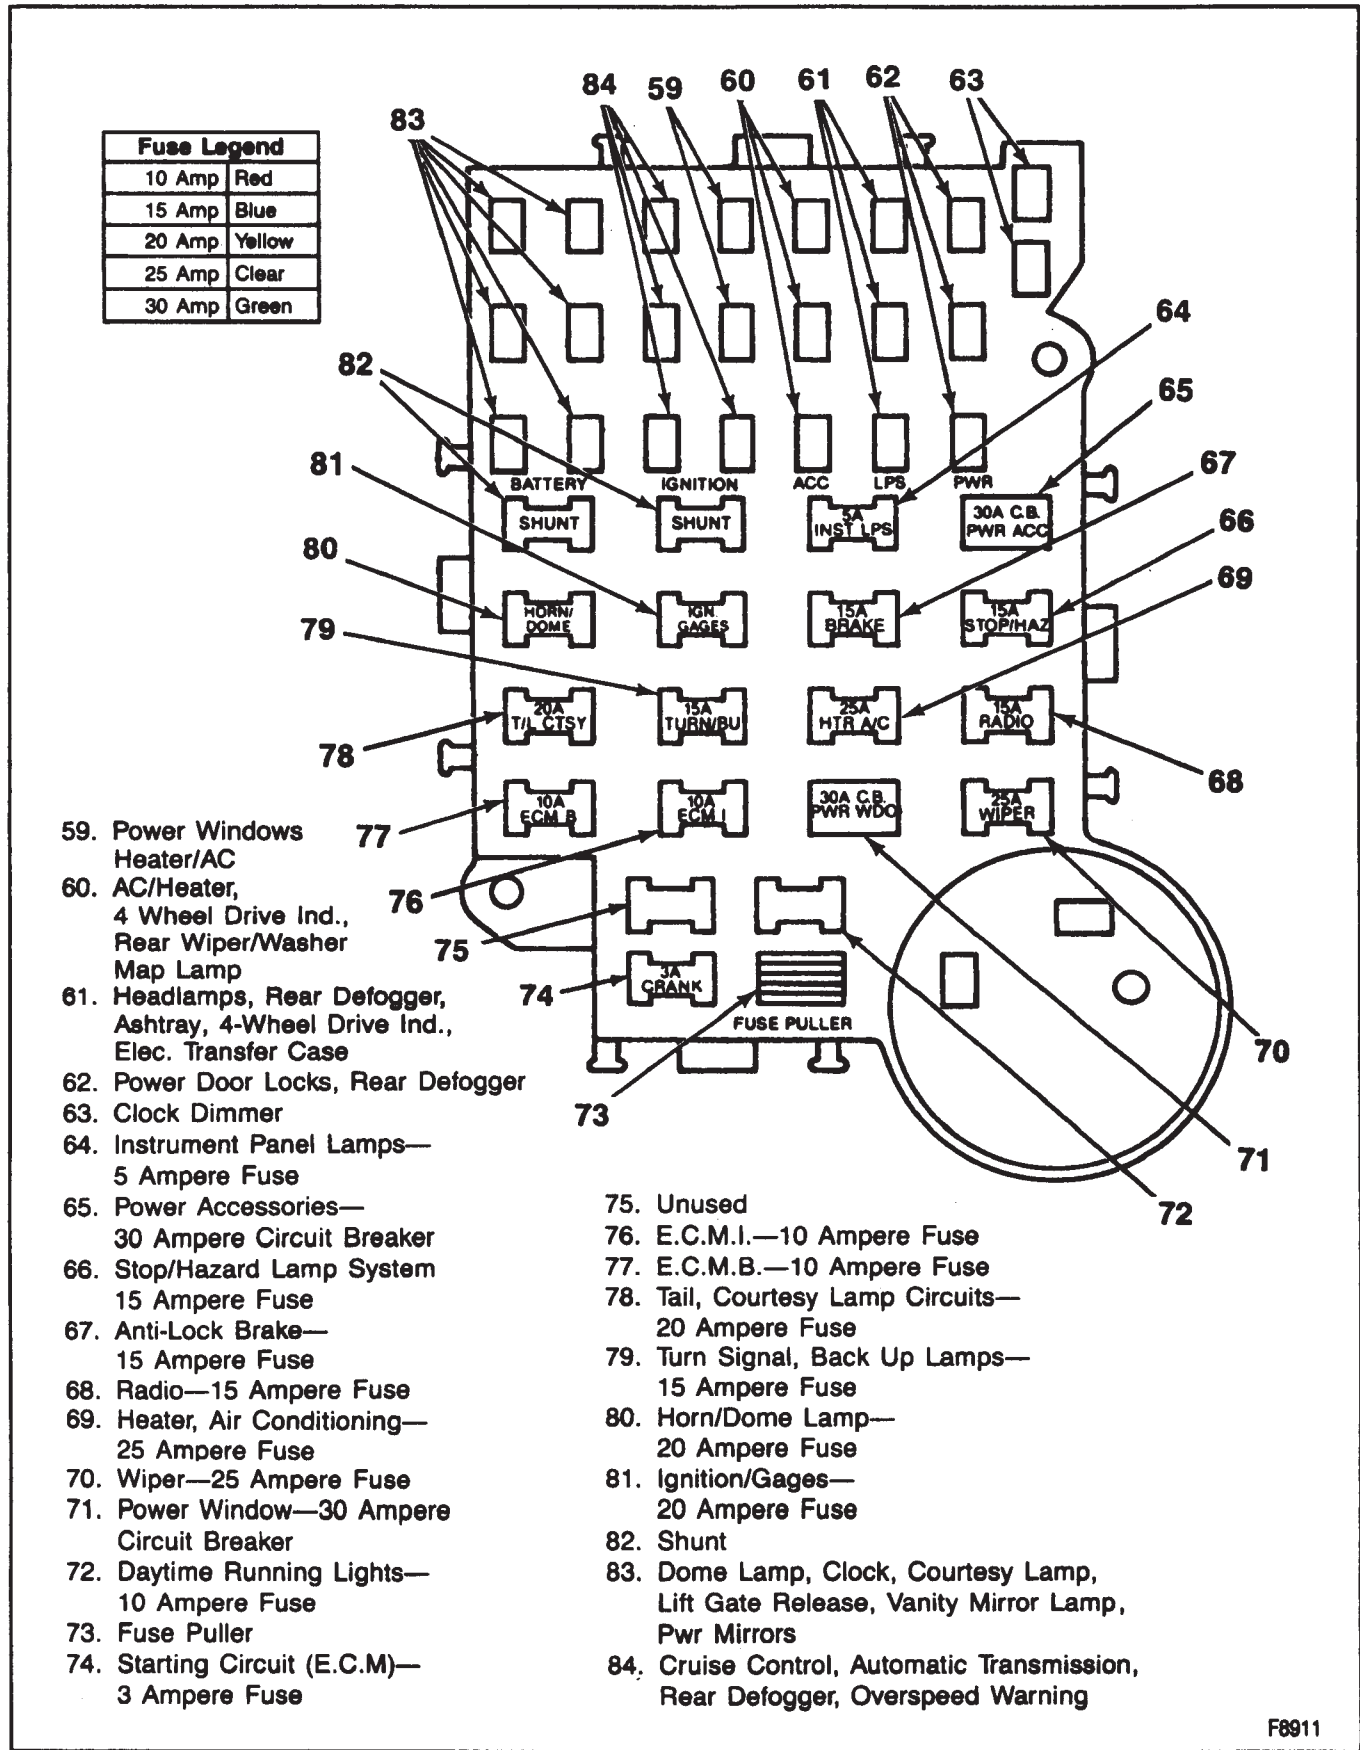 84 59 60 61 62 63
83
Fuse Legend
10 Amp Red
15 Amp Blue
20 Amp Yellow
25 Amp Clear
30 Amp Green
64
82
65
81
67
BATTERY IGNITION ACC LPS PWR
SHUNT
SHUNT
5A
INST LPS
30A C.B.
PWR ACC
66
80
69
HORN/
DOME
IGN.
GAGES
15A
BRAKE
15A
STOP/HAZ
79
20A
T/L CTSY
15A
TURN/BU
25A
HTR A/C
15A
RADIO
78
68
10A
ECM B
10A
ECM I
30A C.B.
PWR WDO
25A
WIPER
77
76
75
74
3A
CRANK
FUSE PULLER
70
73
71
72
59. Power Windows
Heater/AC
60. AC/Heater,
4 Wheel Drive Ind.,
Rear Wiper/Washer
Map Lamp
61. Headlamps, Rear Defogger,
Ashtray, 4-Wheel Drive Ind.,
Elec. Transfer Case
62. Power Door Locks, Rear Defogger
63. Clock Dimmer
64. Instrument Panel Lamps—
5 Ampere Fuse
65. Power Accessories—
30 Ampere Circuit Breaker
66. Stop/Hazard Lamp System
15 Ampere Fuse
67. Anti-Lock Brake—
15 Ampere Fuse
68. Radio—15 Ampere Fuse
69. Heater, Air Conditioning—
25 Ampere Fuse
70. Wiper—25 Ampere Fuse
71. Power Window—30 Ampere
Circuit Breaker
72. Daytime Running Lights—
10 Ampere Fuse
73. Fuse Puller
74. Starting Circuit (E.C.M)—
3 Ampere Fuse
75. Unused
76. E.C.M.I.—10 Ampere Fuse
77. E.C.M.B.—10 Ampere Fuse
78. Tail, Courtesy Lamp Circuits—
20 Ampere Fuse
79. Turn Signal, Back Up Lamps—
15 Ampere Fuse
80. Horn/Dome Lamp—
20 Ampere Fuse
81. Ignition/Gages—
20 Ampere Fuse
82. Shunt
83. Dome Lamp, Clock, Courtesy Lamp,
Lift Gate Release, Vanity Mirror Lamp,
Pwr Mirrors
84. Cruise Control, Automatic Transmission,
Rear Defogger, Overspeed Warning
F8911